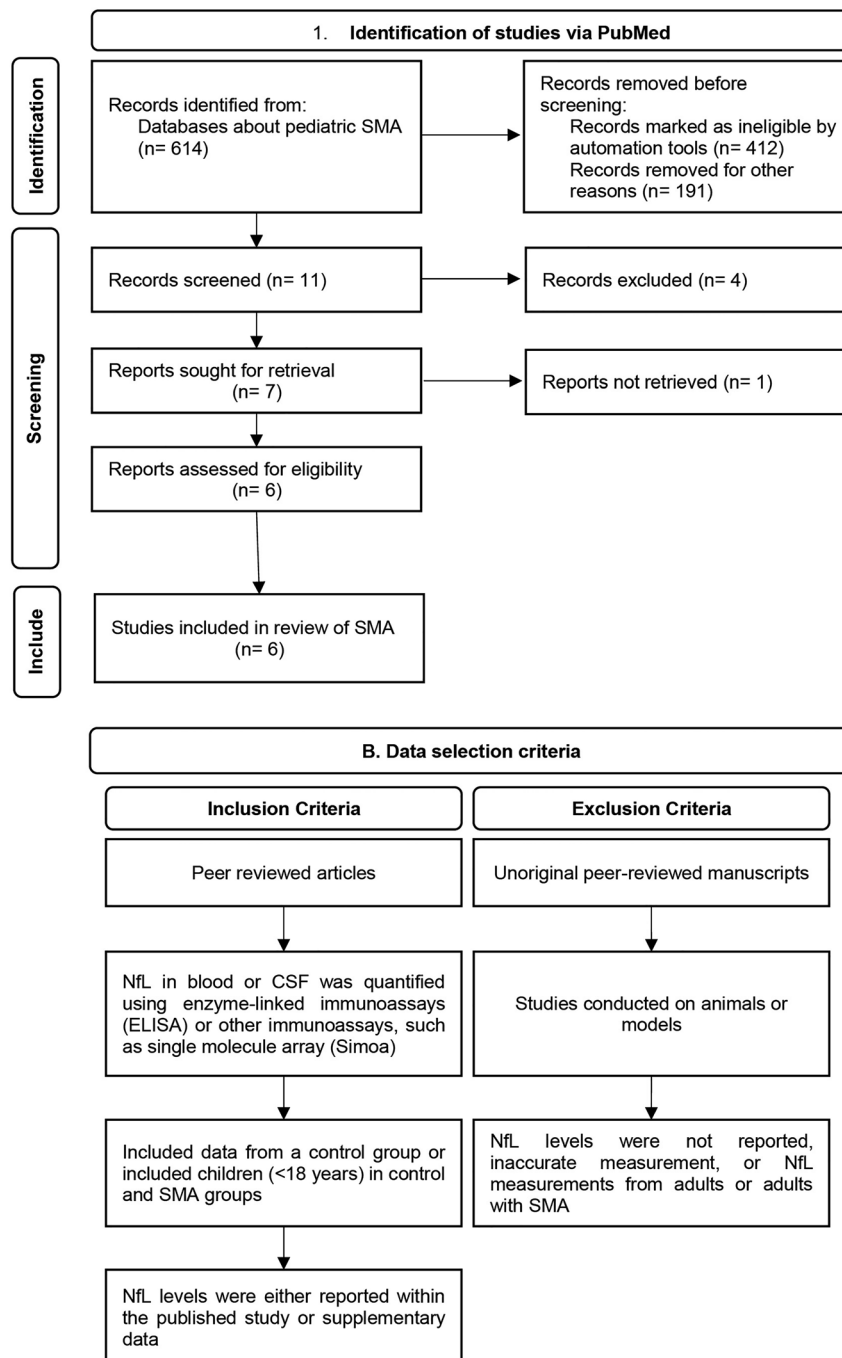 1. Identification of studies via PubMed
Identification
Records identified from:
Databases about pediatric SMA
(n= 614)
Records removed before
screening:
Records marked as ineligible by
automation tools (n= 412)
Records removed for other
reasons (n= 191)
Screening
Records screened (n= 11)
Records excluded (n= 4)
Reports sought for retrieval
(n= 7)
Reports not retrieved (n= 1)
Reports assessed for eligibility
(n= 6)
Include
Studies included in review of SMA
(n= 6)
B. Data selection criteria
Inclusion Criteria
Exclusion Criteria
Peer reviewed articles
Unoriginal peer-reviewed manuscripts
NfL in blood or CSF was quantified
using enzyme-linked immunoassays
(ELISA) or other immunoassays, such
as single molecule array (Simoa)
Studies conducted on animals or
models
Included data from a control group or
included children (<18 years) in control
and SMA groups
NfL levels were not reported,
inaccurate measurement, or NfL
measurements from adults or adults
with SMA
NfL levels were either reported within
the published study or supplementary
data